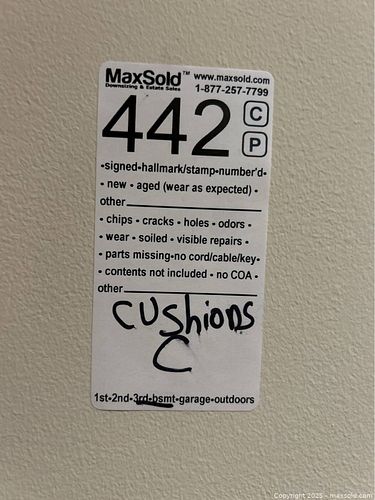 MaxSold™ www.maxsold.com
Downsizing & Estate Sales 1-877-257-7799
442 C
P
•signed•hallmark/stamp•number'd•
• new • aged (wear as expected) •
other
• chips • cracks • holes • odors •
• wear • soiled • visible repairs •
• parts missing•no cord/cable/key•
• contents not included • no COA •
other
cushions
C
1st•2nd•3rd•bsmt•garage•outdoors
Copyright 2025 - maxsold.com